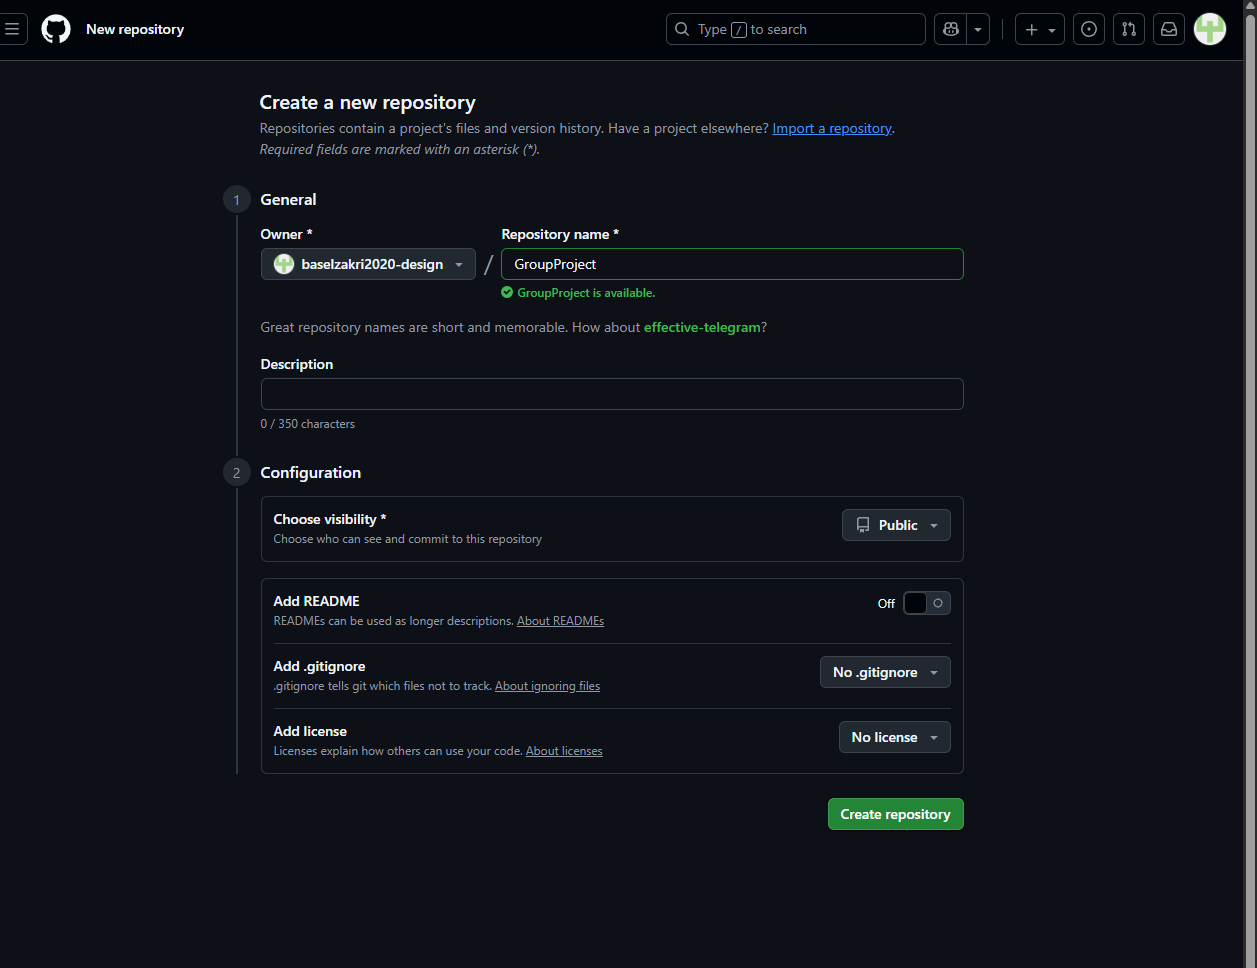 New repository
Type / to search
Create a new repository
Repositories contain a project's files and version history. Have a project elsewhere? Import a repository.
Required fields are marked with an asterisk (*).
1 General
Owner * Repository name *
baselzakri2020-design / GroupProject
GroupProject is available.
Great repository names are short and memorable. How about effective-telegram?
Description
0 / 350 characters
2 Configuration
Choose visibility *
Choose who can see and commit to this repository
Public
Add README
READMEs can be used as longer descriptions. About READMEs
Off
Add .gitignore
.gitignore tells git which files not to track. About ignoring files
No .gitignore
Add license
Licenses explain how others can use your code. About licenses
No license
Create repository